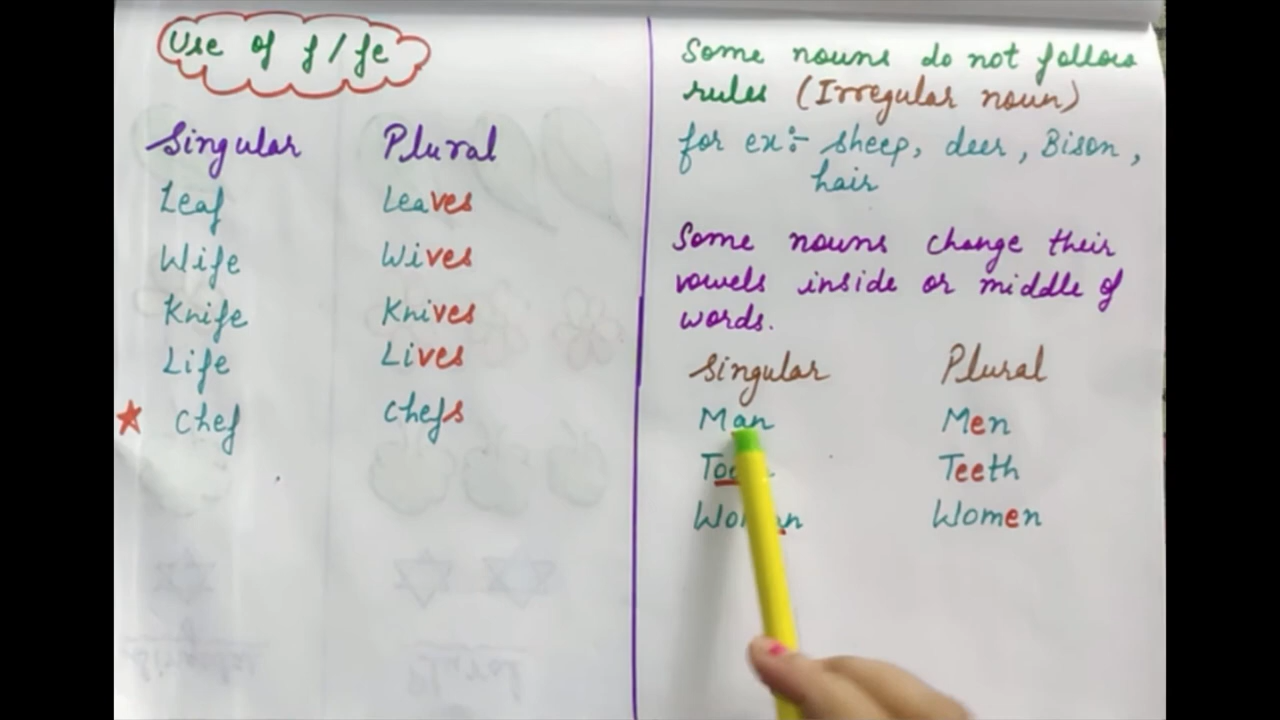 Use of f/fe
Singular Plural
Leaf Leaves
Wife Wives
Knife Knives
Life Lives
Chef Chefs
Some nouns do not follow
rules (Irregular noun)
for ex:- sheep, deer, Bison,
hair
Some nouns change their
vowels inside or middle of
words.
Singular Plural
Man Men
Teeth
Women